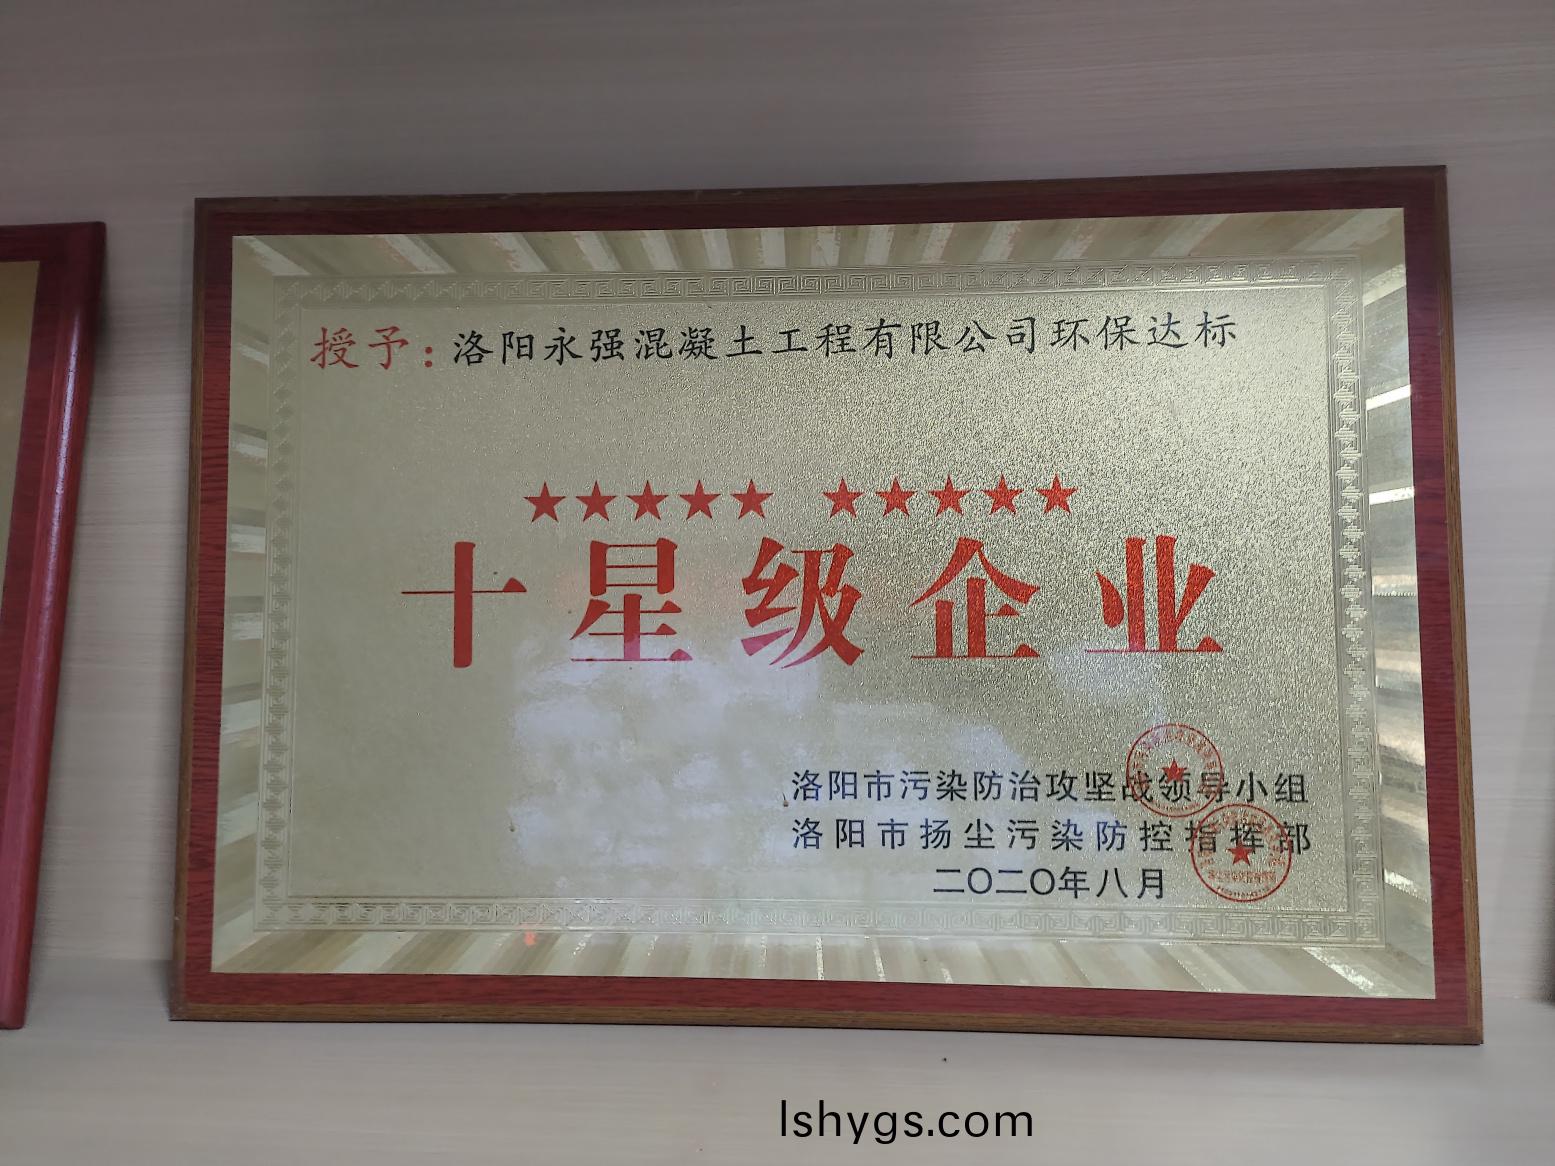 授予：洛阳永强混凝土工程有限公司环保达标
★★★★★ ★★★★★
十星级企业
洛阳市污染防治攻坚战领导小组
洛阳市扬尘污染防控指挥部
二〇二〇年八月
lshygs.com